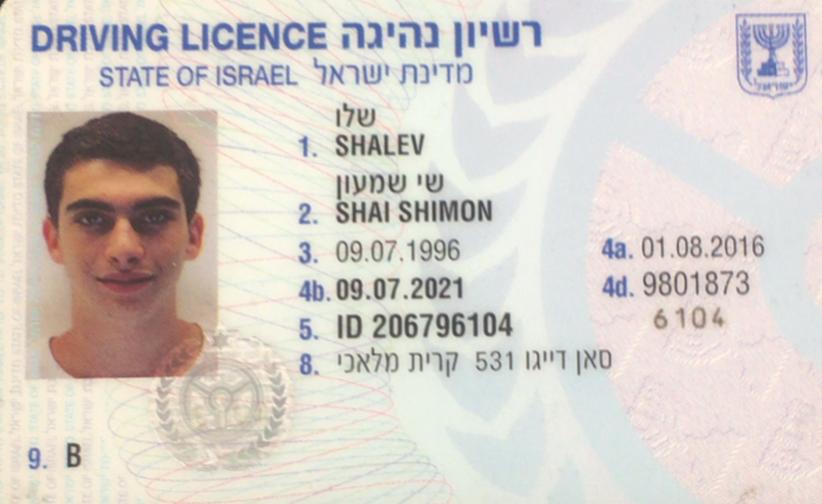 DRIVING LICENCE רשיון נהיגה
STATE OF ISRAEL מדינת ישראל
שלו
1. SHALEV
שי שמעון
2. SHAI SHIMON
3. 09.07.1996 4a. 01.08.2016
4b. 09.07.2021 4d. 9801873
5. ID 206796104 6104
8. סאן דייגו 531 קרית מלאכי
9. B